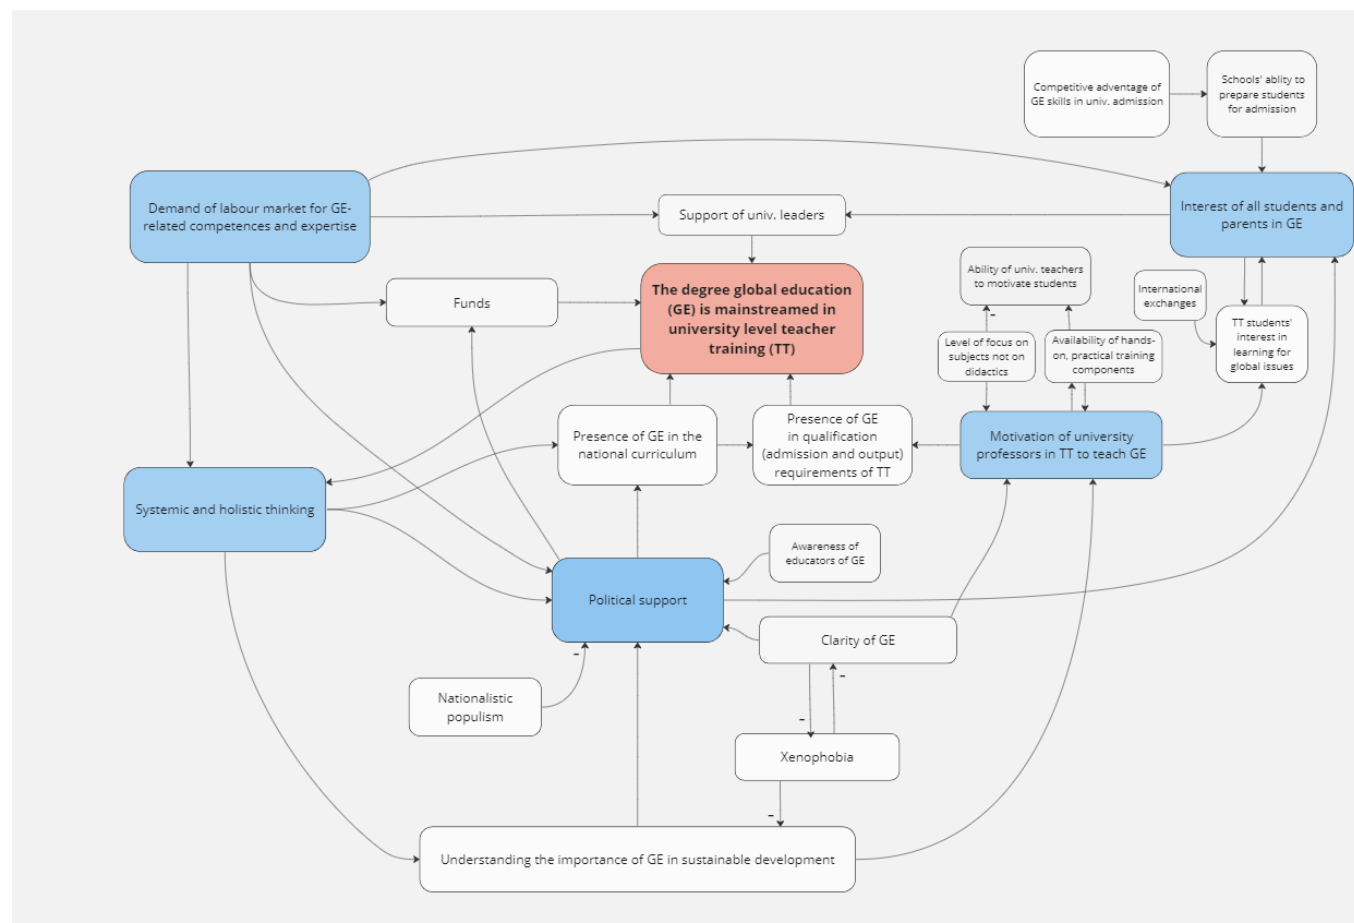 Competitive adventage of
GE skills in univ. admission
Schools' ablity to
prepare students
for admission
Demand of labour market for GE-
related competences and expertise
Support of univ. leaders
Interest of all students and
parents in GE
Funds
The degree global education
(GE) is mainstreamed in
university level teacher
training (TT)
Ability of univ. teachers
to motivate students
-
International
exchanges
Level of focus on
subjects not on
didactics
Availability of hands-
on, practical training
components
TT students'
interest in
learning for
global issues
Presence of GE in the
national curriculum
Presence of GE
in qualification
(admission and output)
requirements of TT
Motivation of university
professors in TT to teach GE
Systemic and holistic thinking
Awareness of
educators of GE
Political support
Clarity of GE
-
Nationalistic
populism
-
-
Xenophobia
-
Understanding the importance of GE in sustainable development